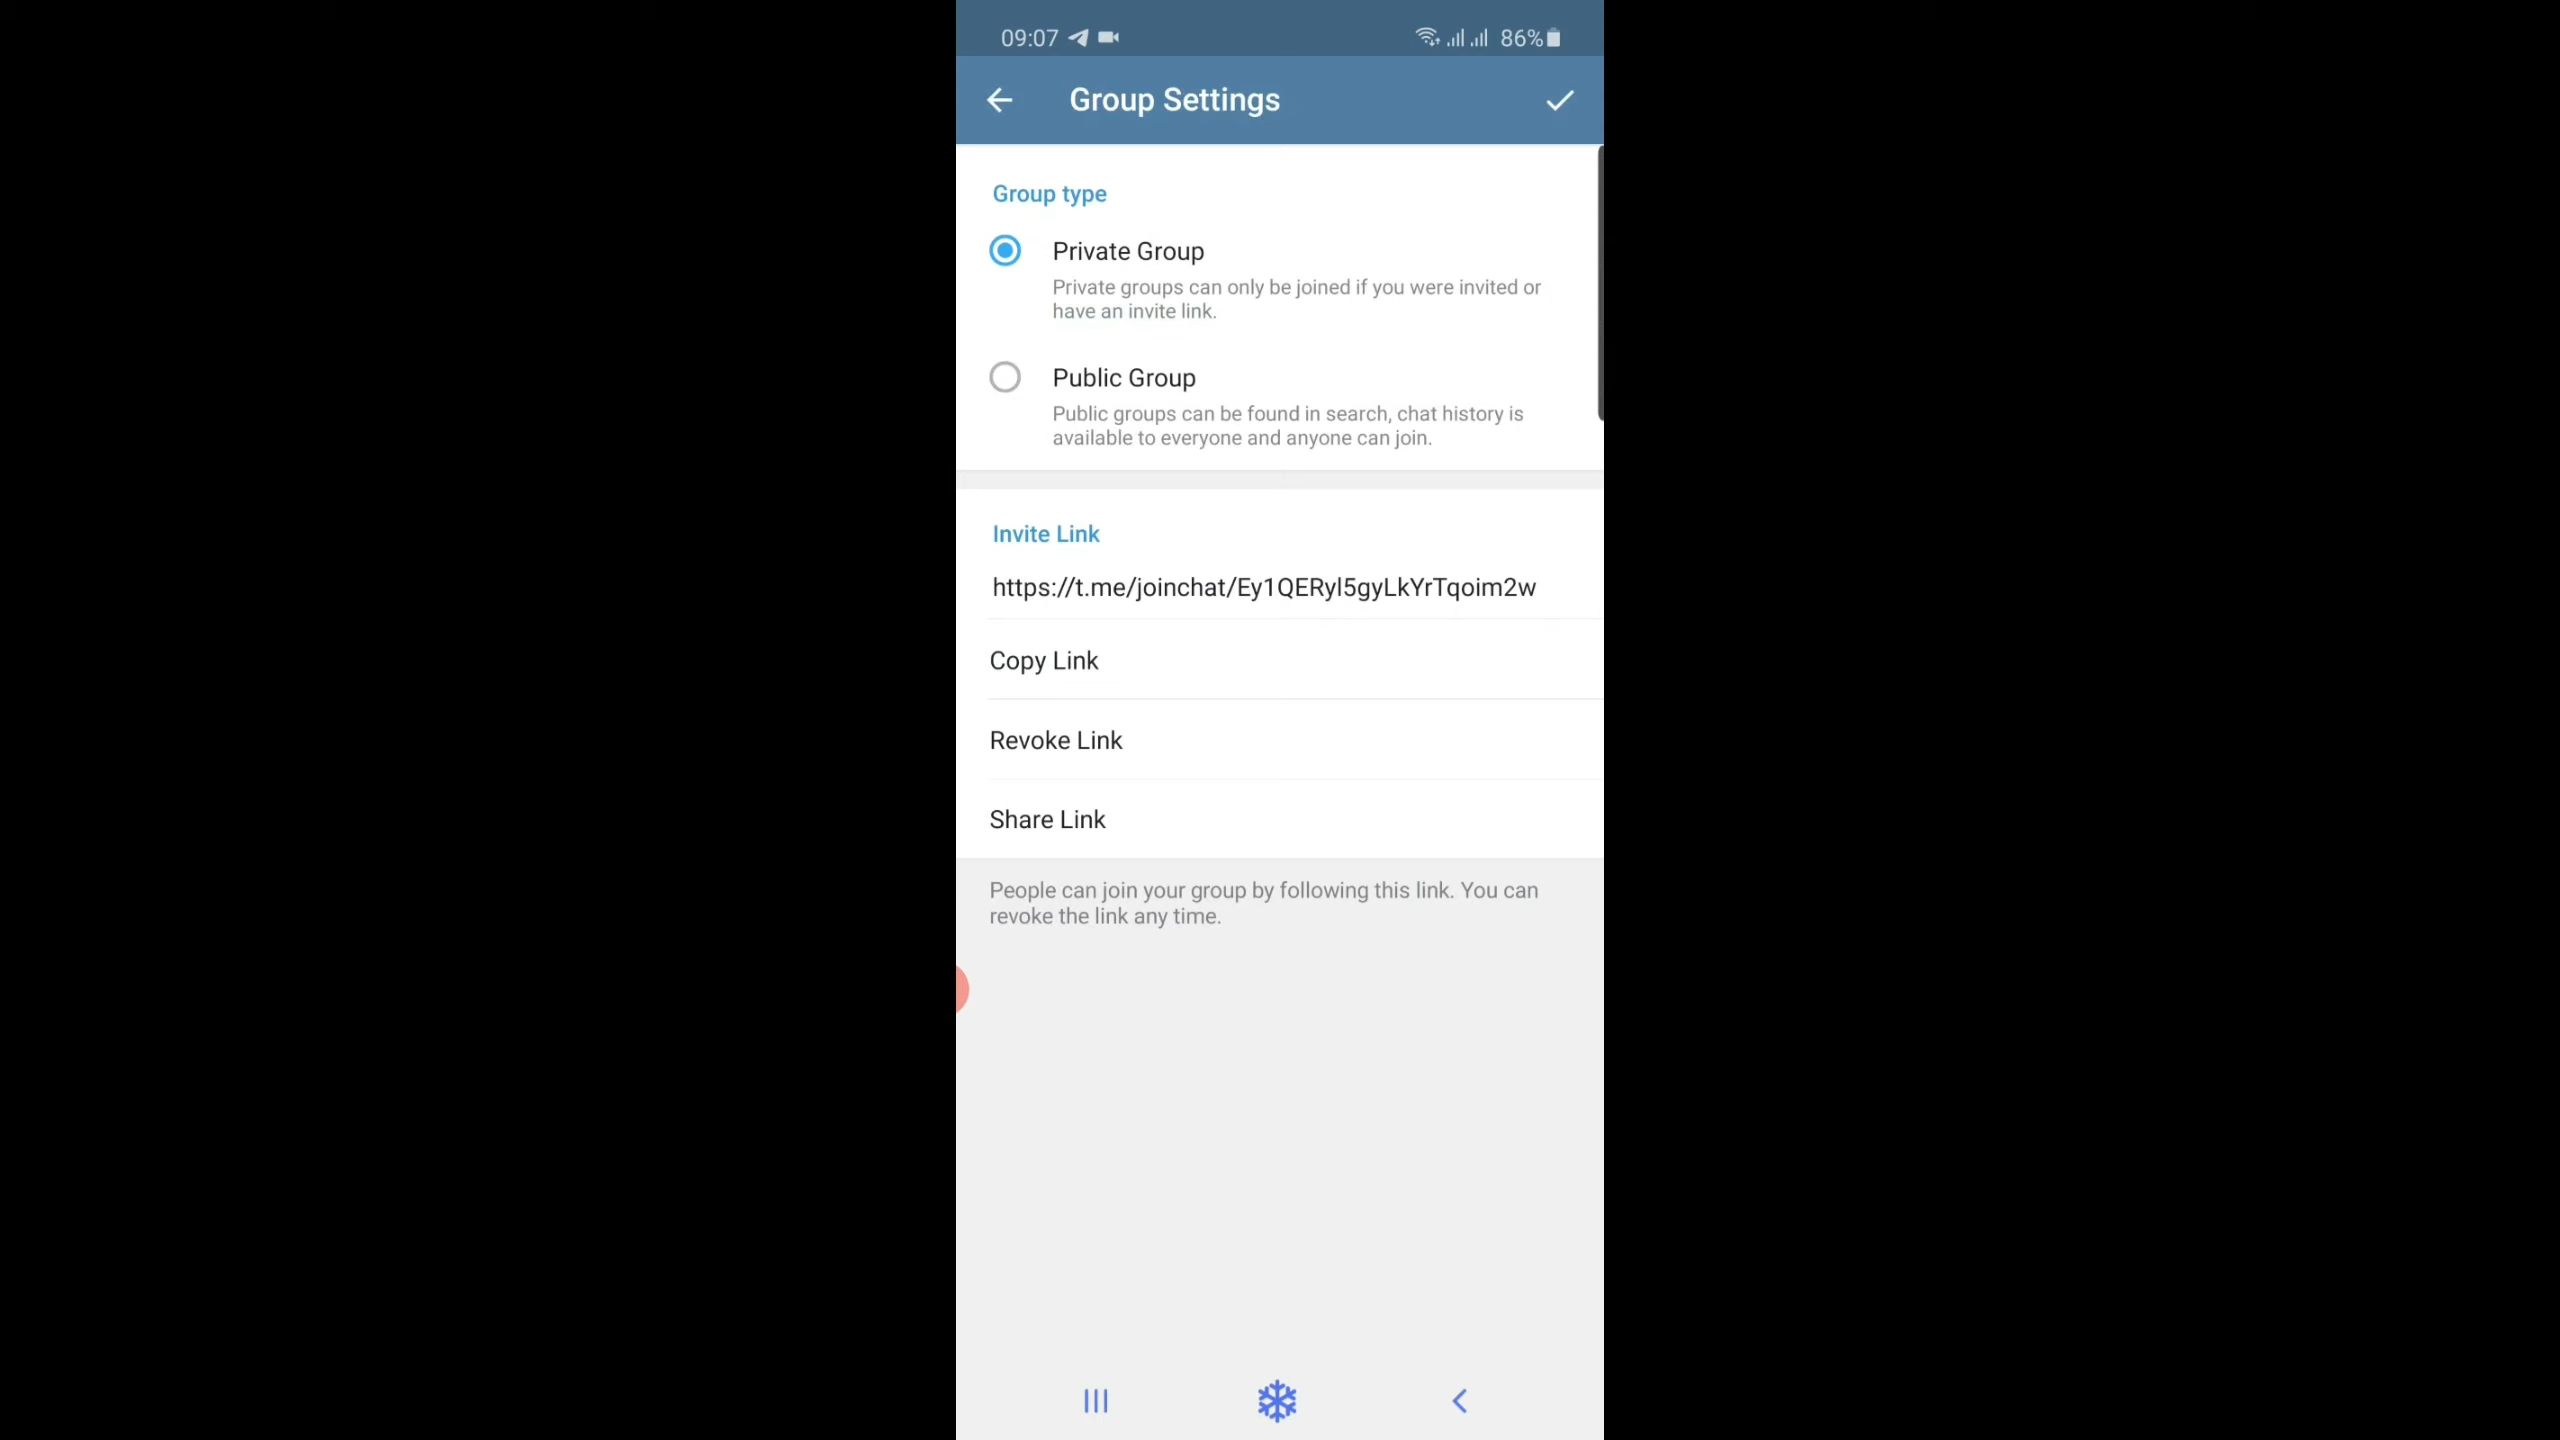 09:07
86%
Group Settings
Group type
Private Group
Private groups can only be joined if you were invited or
have an invite link.
Public Group
Public groups can be found in search, chat history is
available to everyone and anyone can join.
Invite Link
https://t.me/joinchat/Ey1QERyl5gyLkYrTqoim2w
Copy Link
Revoke Link
Share Link
People can join your group by following this link. You can
revoke the link any time.